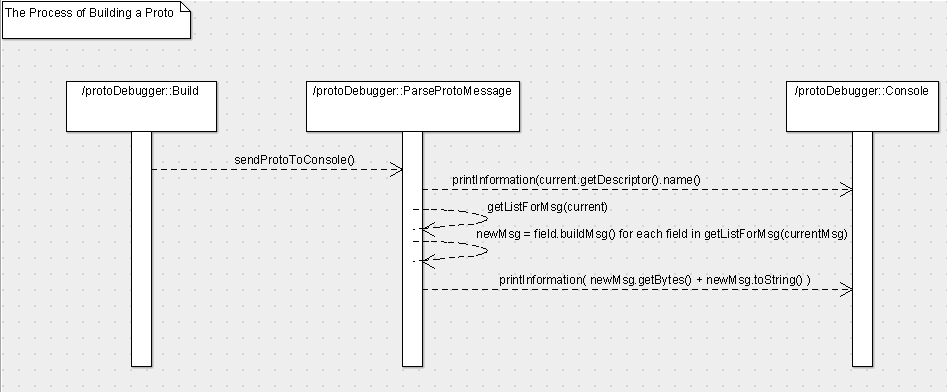 The Process of Building a Proto
/protoDebugger::Build
/protoDebugger::ParseProtoMessage
/protoDebugger::Console
sendProtoToConsole()
printInformation(current.getDescriptor().name()
getListForMsg(current)
newMsg = field.buildMsg() for each field in getListForMsg(currentMsg)
printInformation( newMsg.getBytes() + newMsg.toString() )